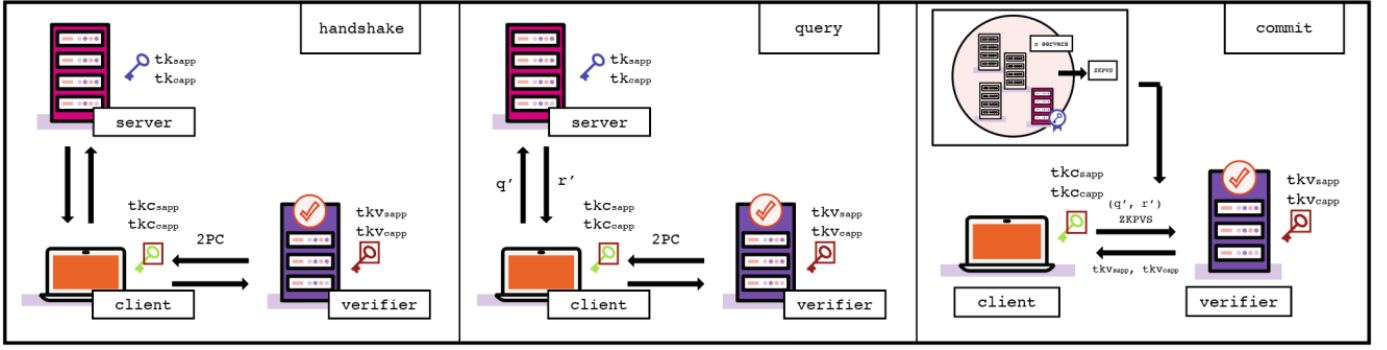 handshake
tksapp
tkcapp
server
tkcsapp
tkccapp
2PC
tkvsapp
tkvcapp
client
verifier
query
tksapp
tkcapp
server
q’
r’
tkcsapp
tkccapp
2PC
tkvsapp
tkvcapp
client
verifier
commit
servers
ZKPVS
tkcsapp
tkccapp
(q’, r’)
ZKPVS
tkvsapp
tkvcapp
tkvsapp, tkvcapp
client
verifier